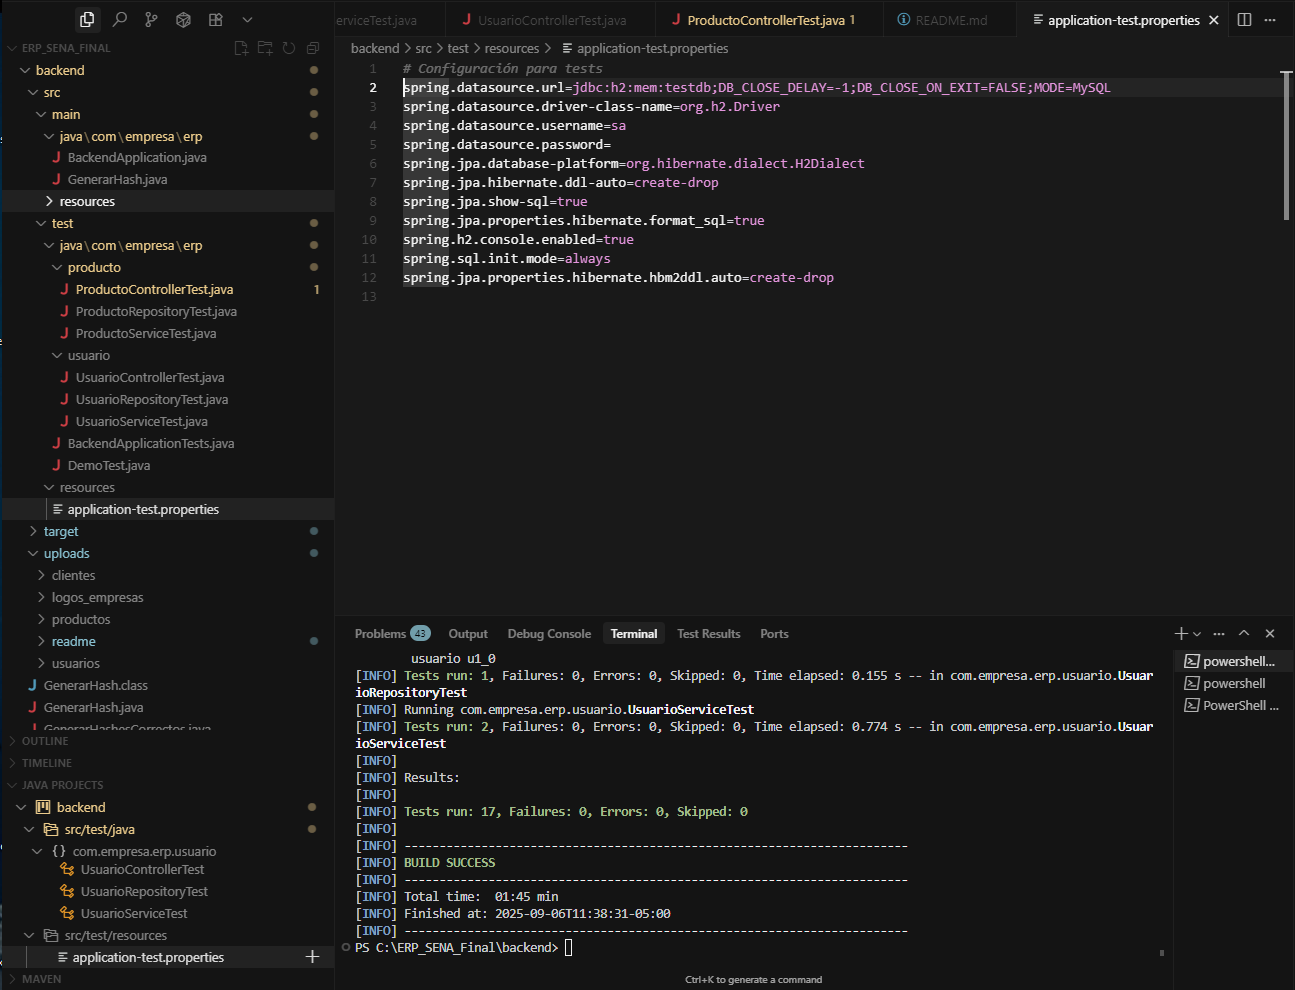 erviceTest.java
UsuarioControllerTest.java
ProductoControllerTest.java 1
README.md
application-test.properties
ERP_SENA_FINAL
backend
src
main
java\com\empresa\erp
BackendApplication.java
GenerarHash.java
resources
test
java\com\empresa\erp
producto
ProductoControllerTest.java 1
ProductoRepositoryTest.java
ProductoServiceTest.java
usuario
UsuarioControllerTest.java
UsuarioRepositoryTest.java
UsuarioServiceTest.java
BackendApplicationTests.java
DemoTest.java
resources
application-test.properties
target
uploads
clientes
logos_empresas
productos
readme
usuarios
GenerarHash.class
GenerarHash.java
GenerarHashesCorrectos.java
OUTLINE
TIMELINE
JAVA PROJECTS
backend
src/test/java
{} com.empresa.erp.usuario
UsuarioControllerTest
UsuarioRepositoryTest
UsuarioServiceTest
src/test/resources
application-test.properties
MAVEN
backend > src > test > resources > application-test.properties
1 # Configuración para tests
2 spring.datasource.url=jdbc:h2:mem:testdb;DB_CLOSE_DELAY=-1;DB_CLOSE_ON_EXIT=FALSE;MODE=MySQL
3 spring.datasource.driver-class-name=org.h2.Driver
4 spring.datasource.username=sa
5 spring.datasource.password=
6 spring.jpa.database-platform=org.hibernate.dialect.H2Dialect
7 spring.jpa.hibernate.ddl-auto=create-drop
8 spring.jpa.show-sql=true
9 spring.jpa.properties.hibernate.format_sql=true
10 spring.h2.console.enabled=true
11 spring.sql.init.mode=always
12 spring.jpa.properties.hibernate.hbm2ddl.auto=create-drop
13
Problems 43 Output Debug Console Terminal Test Results Ports
usuario u1_0
[INFO] Tests run: 1, Failures: 0, Errors: 0, Skipped: 0, Time elapsed: 0.155 s -- in com.empresa.erp.usuario.Usuar
ioRepositoryTest
[INFO] Running com.empresa.erp.usuario.UsuarioServiceTest
[INFO] Tests run: 2, Failures: 0, Errors: 0, Skipped: 0, Time elapsed: 0.774 s -- in com.empresa.erp.usuario.Usuar
ioServiceTest
[INFO]
[INFO] Results:
[INFO]
[INFO] Tests run: 17, Failures: 0, Errors: 0, Skipped: 0
[INFO]
[INFO] ------------------------------------------------------------------------
[INFO] BUILD SUCCESS
[INFO] ------------------------------------------------------------------------
[INFO] Total time:  01:45 min
[INFO] Finished at: 2025-09-06T11:38:31-05:00
[INFO] ------------------------------------------------------------------------
PS C:\ERP_SENA_Final\backend>
powershell...
powershell
PowerShell ...
Ctrl+K to generate a command